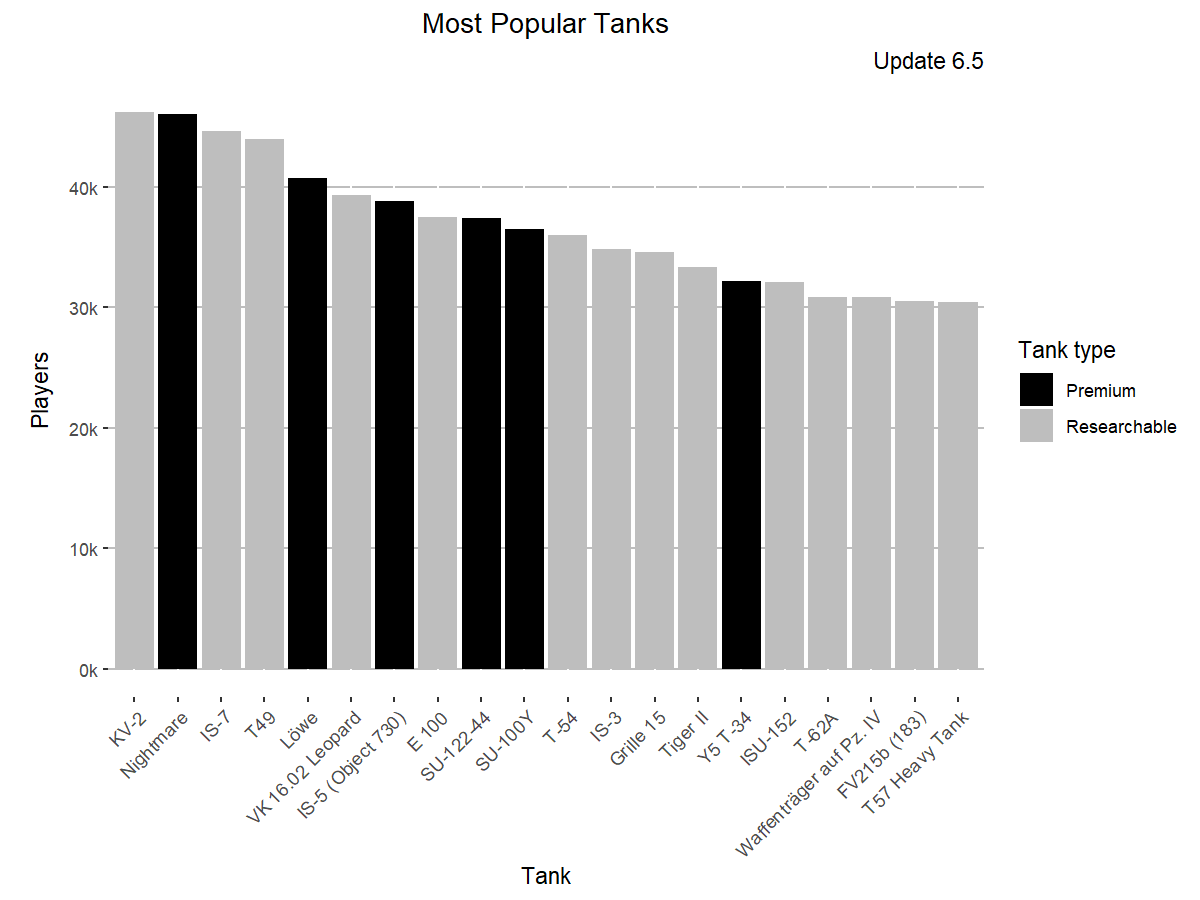 Most Popular Tanks
Update 6.5
Players
40k
30k
20k
10k
0k
KV-2
Nightmare
IS-7
T49
Löwe
VK 16.02 Leopard
IS-5 (Object 730)
E 100
SU-122-44
SU-100Y
T-54
IS-3
Grille 15
Tiger II
Y5 T-34
ISU-152
T-62A
Waffenträger auf Pz. IV
FV215b (183)
T57 Heavy Tank
Tank
Tank type
Premium
Researchable